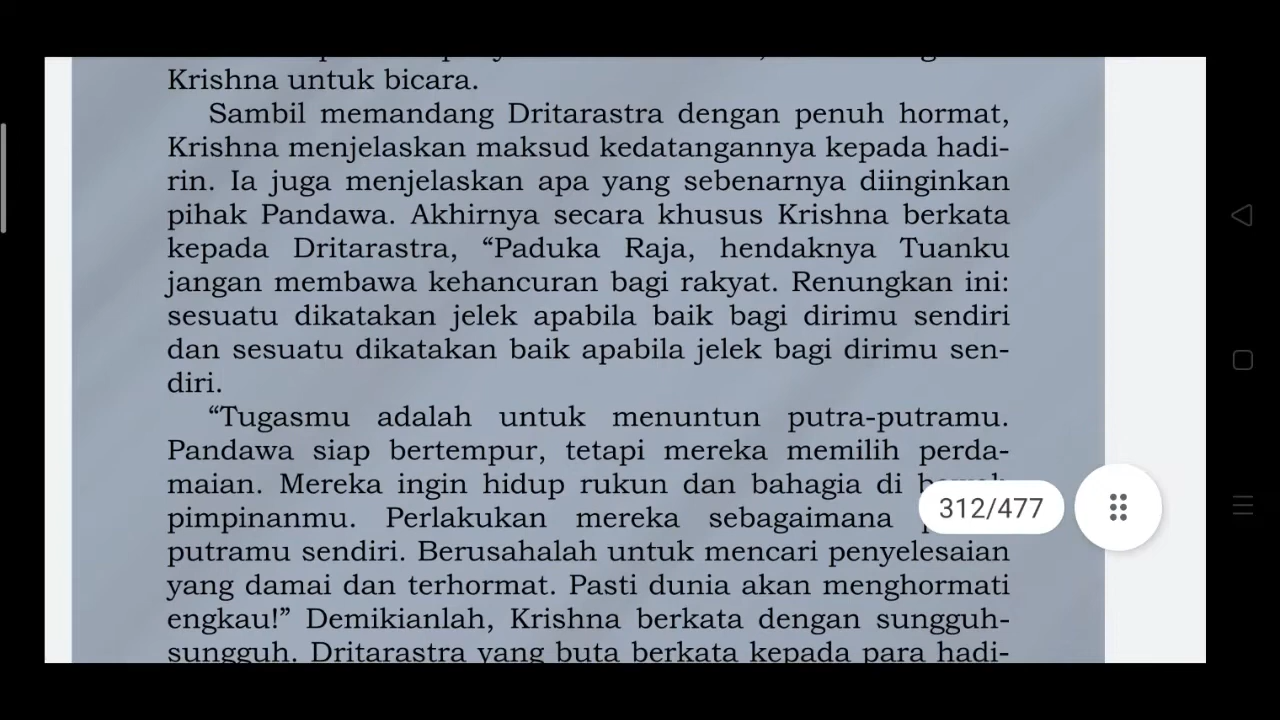 Krishna untuk bicara.
Sambil memandang Dritarastra dengan penuh hormat,
Krishna menjelaskan maksud kedatangannya kepada hadi-
rin. Ia juga menjelaskan apa yang sebenarnya diinginkan
pihak Pandawa. Akhirnya secara khusus Krishna berkata
kepada Dritarastra, “Paduka Raja, hendaknya Tuanku
jangan membawa kehancuran bagi rakyat. Renungkan ini:
sesuatu dikatakan jelek apabila baik bagi dirimu sendiri
dan sesuatu dikatakan baik apabila jelek bagi dirimu sen-
diri.
“Tugasmu adalah untuk menuntun putra-putramu.
Pandawa siap bertempur, tetapi mereka memilih perda-
maian. Mereka ingin hidup rukun dan bahagia di
pimpinanmu. Perlakukan mereka sebagaimana
putramu sendiri. Berusahalah untuk mencari penyelesaian
yang damai dan terhormat. Pasti dunia akan menghormati
engkau!” Demikianlah, Krishna berkata dengan sungguh-
sungguh. Dritarastra yang buta berkata kepada para hadi-
312/477